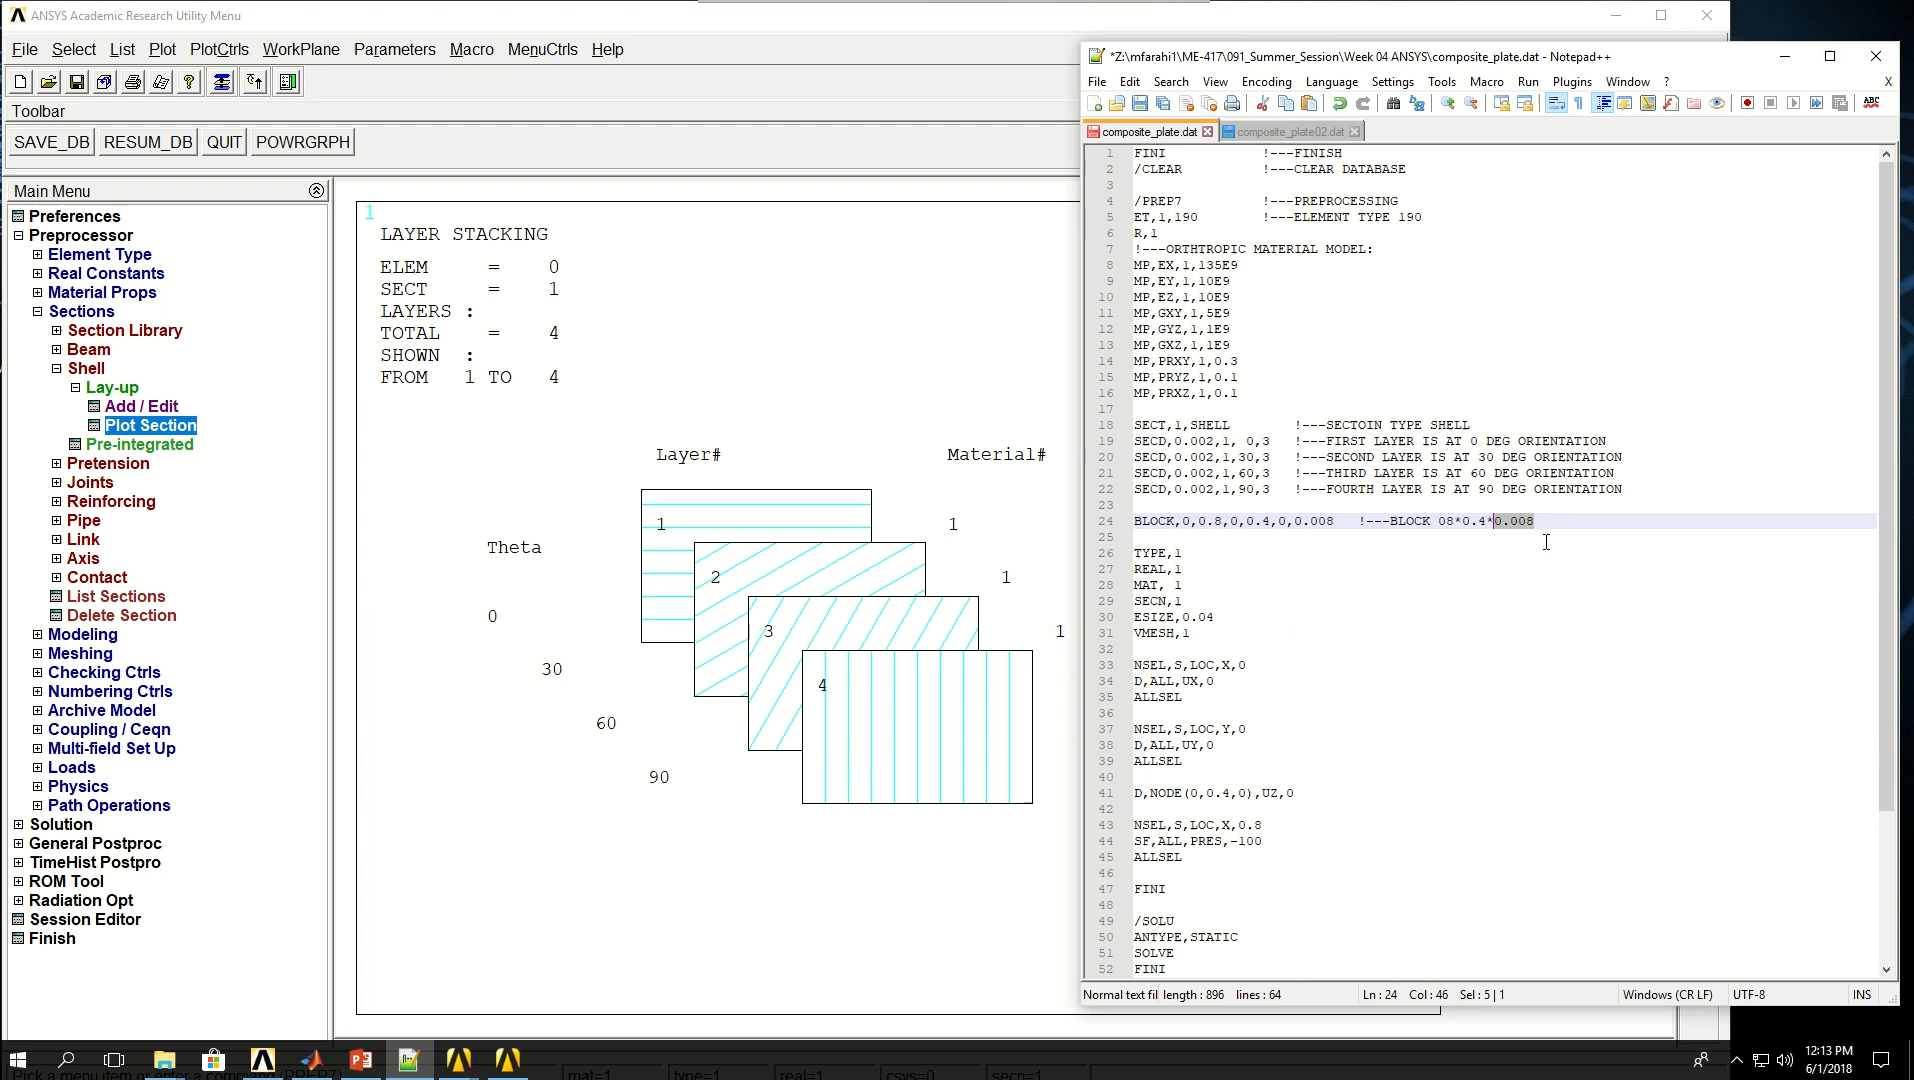 ANSYS Academic Research Utility Menu
File Select List Plot PlotCtrls WorkPlane Parameters Macro MenuCtrls Help
Toolbar
SAVE_DB RESUM_DB QUIT POWRGRPH
Main Menu
Preferences
Preprocessor
Element Type
Real Constants
Material Props
Sections
Section Library
Beam
Shell
Lay-up
Add / Edit
Plot Section
Pre-integrated
Pretension
Joints
Reinforcing
Pipe
Link
Axis
Contact
List Sections
Delete Section
Modeling
Meshing
Checking Ctrls
Numbering Ctrls
Archive Model
Coupling / Ceqn
Multi-field Set Up
Loads
Physics
Path Operations
Solution
General Postproc
TimeHist Postpro
ROM Tool
Radiation Opt
Session Editor
Finish
1
LAYER STACKING
ELEM = 0
SECT = 1
LAYERS :
TOTAL = 4
SHOWN :
FROM 1 TO 4
Layer# Material#
1 1
Theta
2 1
0
3 1
30
4
60
90
*Z:\mfarahi1\ME-417\091_Summer_Session\Week 04 ANSYS\composite_plate.dat - Notepad++
File Edit Search View Encoding Language Settings Tools Macro Run Plugins Window ? X
composite_plate.dat composite_plate02.dat
1 FINI !---FINISH
2 /CLEAR !---CLEAR DATABASE
3
4 /PREP7 !---PREPROCESSING
5 ET,1,190 !---ELEMENT TYPE 190
6 R,1
7 !---ORTHTROPIC MATERIAL MODEL:
8 MP,EX,1,135E9
9 MP,EY,1,10E9
10 MP,EZ,1,10E9
11 MP,GXY,1,5E9
12 MP,GYZ,1,1E9
13 MP,GXZ,1,1E9
14 MP,PRXY,1,0.3
15 MP,PRYZ,1,0.1
16 MP,PRXZ,1,0.1
17
18 SECT,1,SHELL !---SECTOIN TYPE SHELL
19 SECD,0.002,1, 0,3 !---FIRST LAYER IS AT 0 DEG ORIENTATION
20 SECD,0.002,1,30,3 !---SECOND LAYER IS AT 30 DEG ORIENTATION
21 SECD,0.002,1,60,3 !---THIRD LAYER IS AT 60 DEG ORIENTATION
22 SECD,0.002,1,90,3 !---FOURTH LAYER IS AT 90 DEG ORIENTATION
23
24 BLOCK,0,0.8,0,0.4,0,0.008 !---BLOCK 08*0.4*0.008
25
26 TYPE,1
27 REAL,1
28 MAT, 1
29 SECN,1
30 ESIZE,0.04
31 VMESH,1
32
33 NSEL,S,LOC,X,0
34 D,ALL,UX,0
35 ALLSEL
36
37 NSEL,S,LOC,Y,0
38 D,ALL,UY,0
39 ALLSEL
40
41 D,NODE(0,0.4,0),UZ,0
42
43 NSEL,S,LOC,X,0.8
44 SF,ALL,PRES,-100
45 ALLSEL
46
47 FINI
48
49 /SOLU
50 ANTYPE,STATIC
51 SOLVE
52 FINI
Normal text fil length : 896 lines : 64 Ln : 24 Col : 46 Sel : 5 | 1 Windows (CR LF) UTF-8 INS
Pick a menu item or enter a command (PREP7) mat=1 type=1 real=1 csys=0 secn=1
12:13 PM
6/1/2018